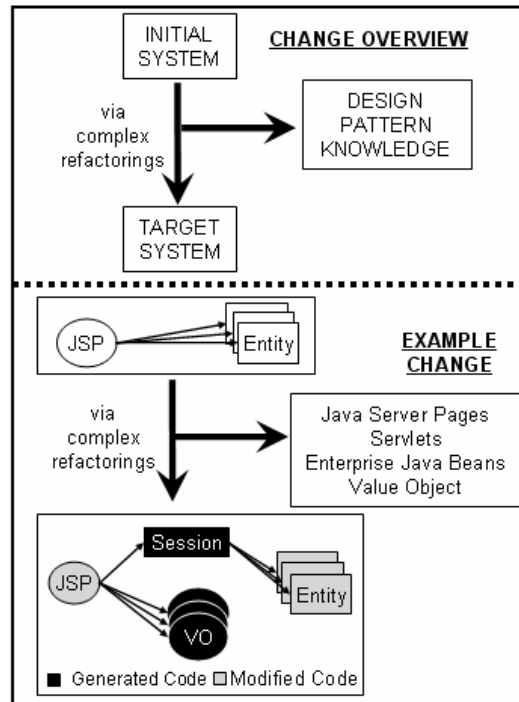 INITIAL
SYSTEM
CHANGE OVERVIEW
via
complex
refactorings
DESIGN
PATTERN
KNOWLEDGE
TARGET
SYSTEM
JSP
Entity
EXAMPLE
CHANGE
via
complex
refactorings
Java Server Pages
Servlets
Enterprise Java Beans
Value Object
Session
JSP
Entity
VO
Generated Code
Modified Code